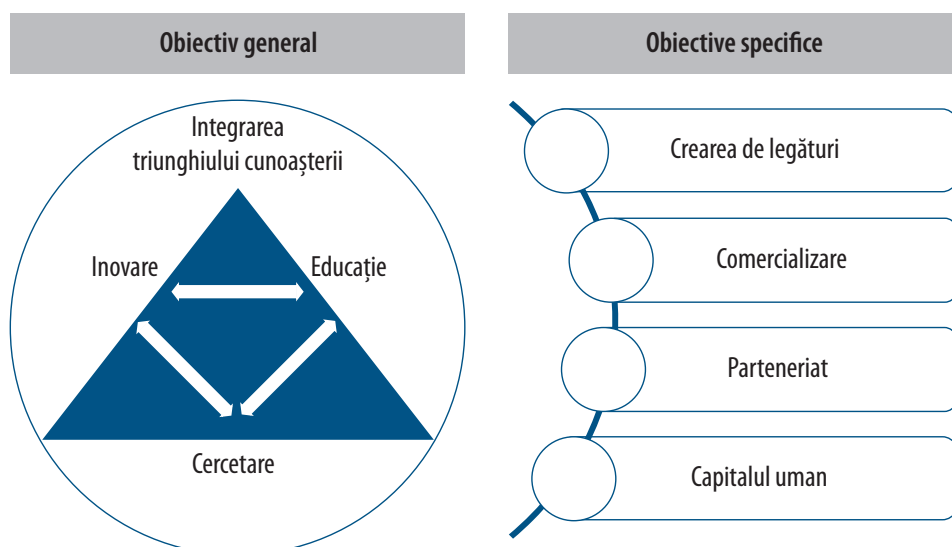 Obiectiv general
Integrarea
triunghiului cunoașterii
Inovare
Educație
Cercetare
Obiective specifice
Crearea de legături
Comercializare
Parteneriat
Capitalul uman